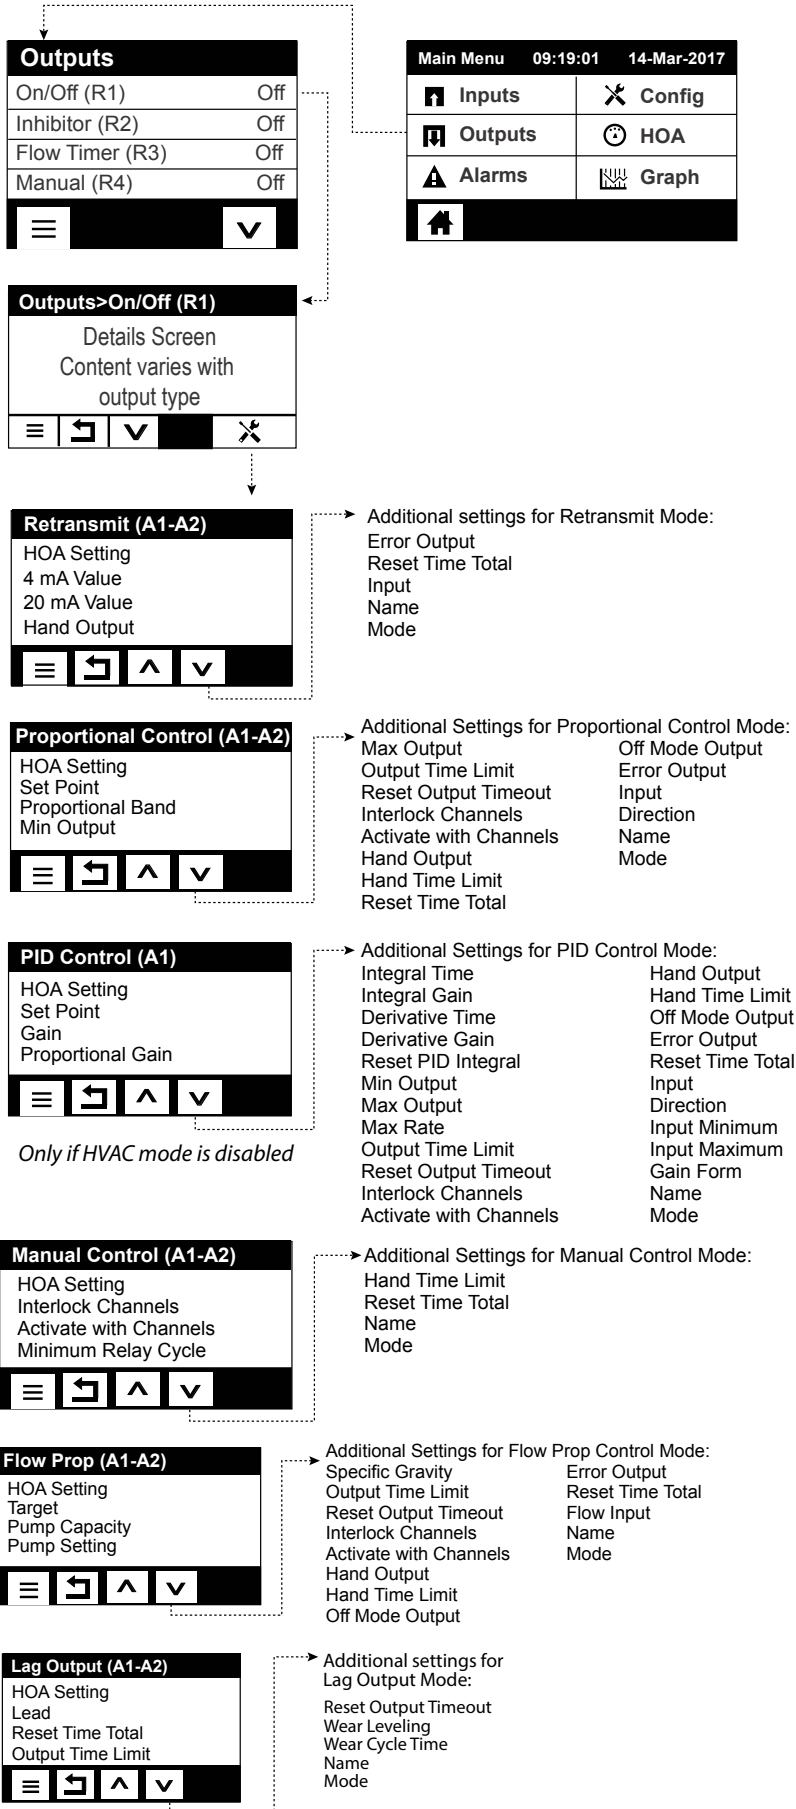 Outputs
On/Off (R1) Off
Inhibitor (R2) Off
Flow Timer (R3) Off
Manual (R4) Off
Main Menu 09:19:01 14-Mar-2017
Inputs Config
Outputs HOA
Alarms Graph
Outputs>On/Off (R1)
Details Screen
Content varies with
output type
Retransmit (A1-A2)
HOA Setting
4 mA Value
20 mA Value
Hand Output
Additional settings for Retransmit Mode:
Error Output
Reset Time Total
Input
Name
Mode
Proportional Control (A1-A2)
HOA Setting
Set Point
Proportional Band
Min Output
Additional Settings for Proportional Control Mode:
Max Output
Output Time Limit
Reset Output Timeout
Interlock Channels
Activate with Channels
Hand Output
Hand Time Limit
Reset Time Total
Off Mode Output
Error Output
Input
Direction
Name
Mode
PID Control (A1)
HOA Setting
Set Point
Gain
Proportional Gain
Only if HVAC mode is disabled
Additional Settings for PID Control Mode:
Integral Time
Integral Gain
Derivative Time
Derivative Gain
Reset PID Integral
Min Output
Max Output
Max Rate
Output Time Limit
Reset Output Timeout
Interlock Channels
Activate with Channels
Hand Output
Hand Time Limit
Off Mode Output
Error Output
Reset Time Total
Input
Direction
Input Minimum
Input Maximum
Gain Form
Name
Mode
Manual Control (A1-A2)
HOA Setting
Interlock Channels
Activate with Channels
Minimum Relay Cycle
Additional Settings for Manual Control Mode:
Hand Time Limit
Reset Time Total
Name
Mode
Flow Prop (A1-A2)
HOA Setting
Target
Pump Capacity
Pump Setting
Additional Settings for Flow Prop Control Mode:
Specific Gravity
Output Time Limit
Reset Output Timeout
Interlock Channels
Activate with Channels
Hand Output
Hand Time Limit
Off Mode Output
Error Output
Reset Time Total
Flow Input
Name
Mode
Lag Output (A1-A2)
HOA Setting
Lead
Reset Time Total
Output Time Limit
Additional settings for
Lag Output Mode:
Reset Output Timeout
Wear Leveling
Wear Cycle Time
Name
Mode